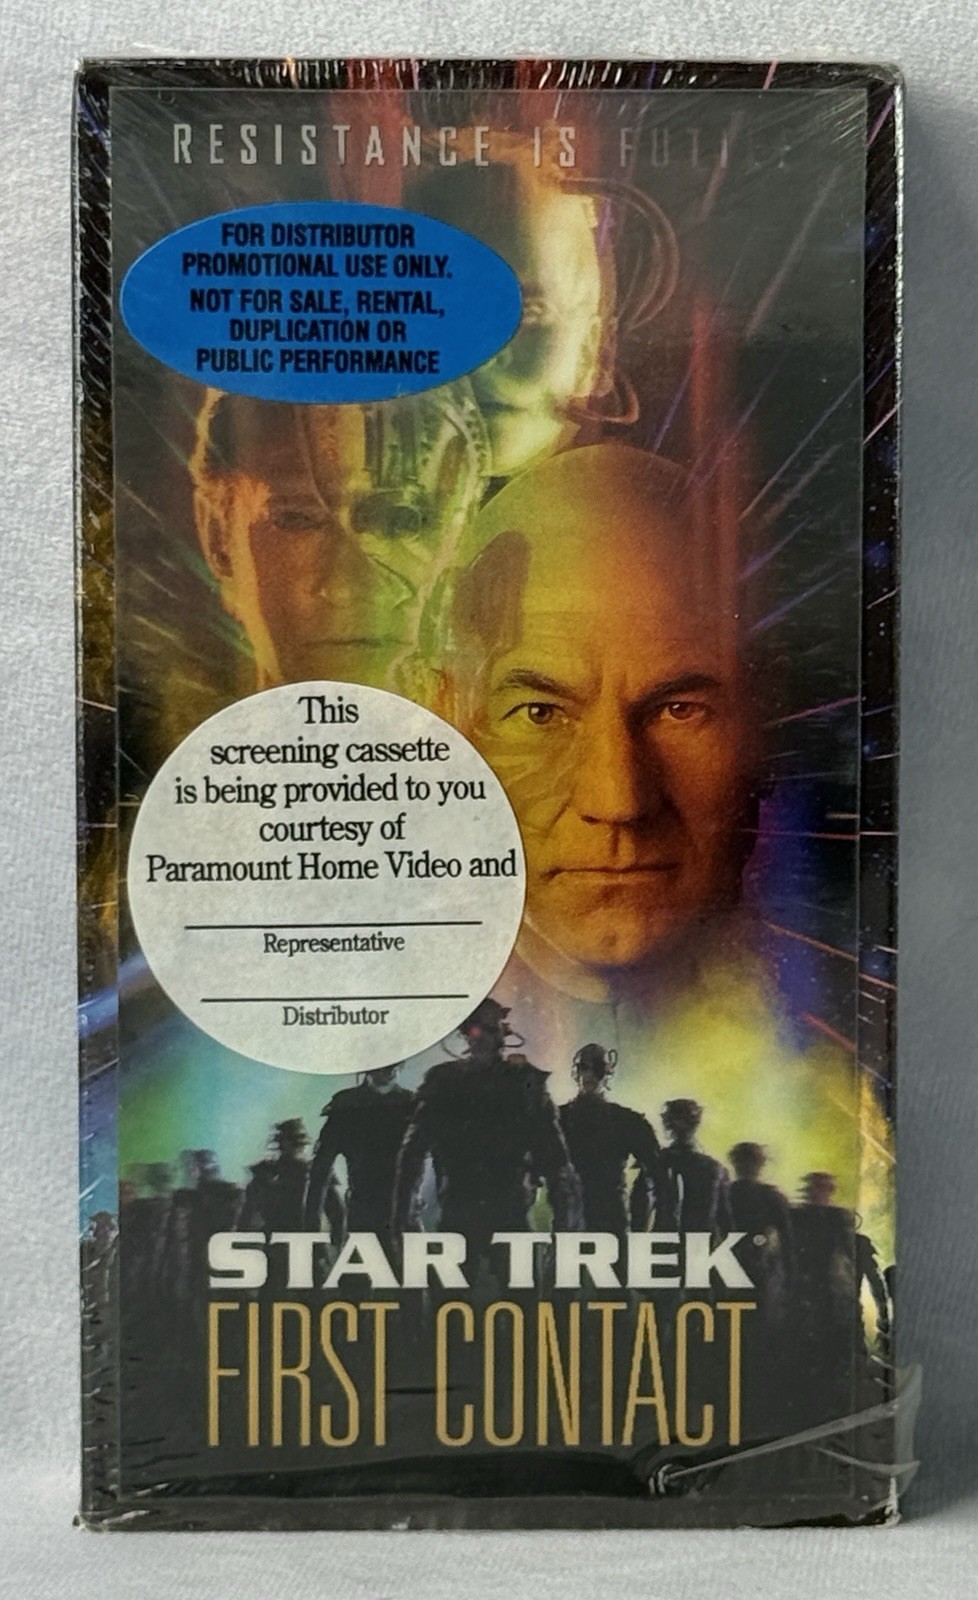 RESISTANCE IS FUTILE
FOR DISTRIBUTOR
PROMOTIONAL USE ONLY.
NOT FOR SALE, RENTAL,
DUPLICATION OR
PUBLIC PERFORMANCE
This
screening cassette
is being provided to you
courtesy of
Paramount Home Video and
Representative
Distributor
STAR TREK®
FIRST CONTACT